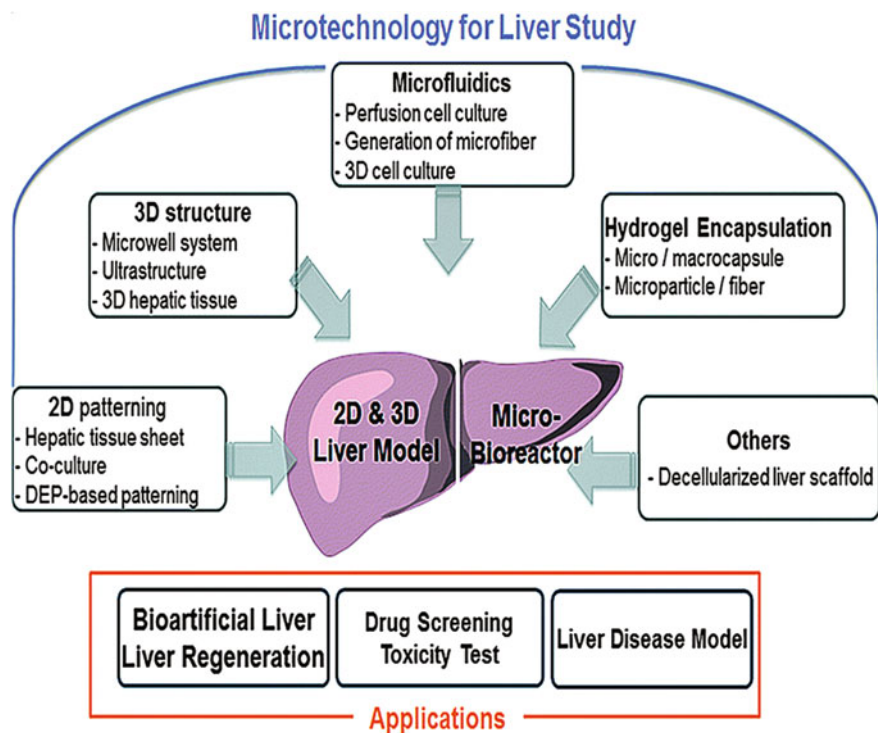 Microtechnology for Liver Study
Microfluidics
- Perfusion cell culture
- Generation of microfiber
- 3D cell culture
3D structure
- Microwell system
- Ultrastructure
- 3D hepatic tissue
Hydrogel Encapsulation
- Micro / macrocapsule
- Microparticle / fiber
2D patterning
- Hepatic tissue sheet
- Co-culture
- DEP-based patterning
2D & 3D
Liver Model
Micro-
Bioreactor
Others
- Decellularized liver scaffold
Bioartificial Liver
Liver Regeneration
Drug Screening
Toxicity Test
Liver Disease Model
Applications